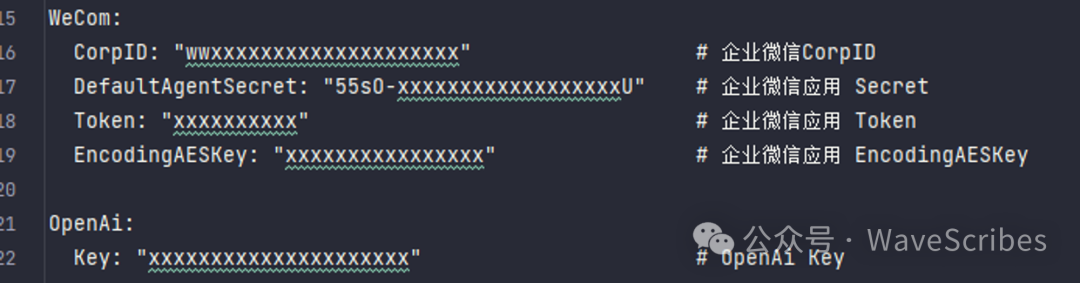 15 WeCom:
16 CorpID: "wwxxxxxxxxxxxxxxxxxxxx" # 企业微信CorpID
17 DefaultAgentSecret: "55sO-xxxxxxxxxxxxxxxxxxU" # 企业微信应用 Secret
18 Token: "xxxxxxxxxx" # 企业微信应用 Token
19 EncodingAESKey: "xxxxxxxxxxxxxxxx" # 企业微信应用 EncodingAESKey
20
21 OpenAi:
22 Key: "xxxxxxxxxxxxxxxxxxxxx" # OpenAi Key
公众号 · WaveScribes